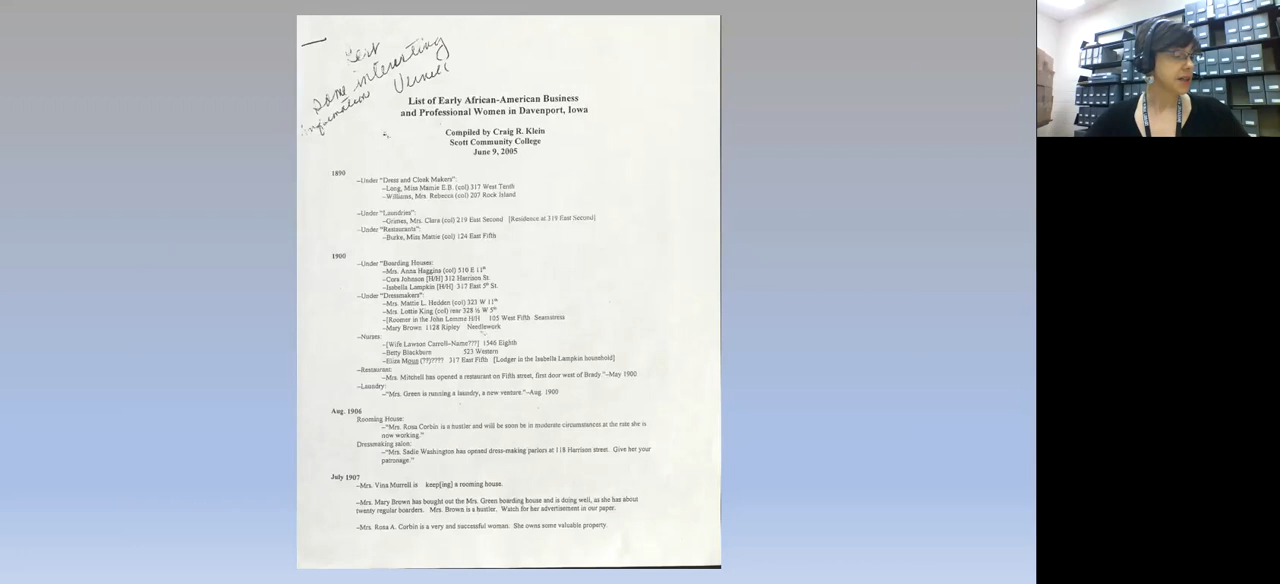 some interesting
information
List of Early African-American Business
and Professional Women in Davenport, Iowa
Compiled by Craig R. Klein
Scott Community College
June 9, 2005
1890
–Under "Dress and Cloak Makers":
–Long, Miss Mamie E.B. (col) 317 West Tenth
–Williams, Mrs. Rebecca (col) 207 Rock Island
–Under "Laundries":
–Grimes, Mrs. Clara (col) 219 East Second [Residence at 319 East Second]
–Under "Restaurants":
–Burke, Miss Mattie (col) 124 East Fifth
1900
–Under "Boarding Houses:
–Mrs. Anna Haggins (col) 510 E 11th
–Cora Johnson [H/H] 312 Harrison St.
–Isabella Lampkin [H/H] 317 East 5th St.
–Under "Dressmakers":
–Mrs. Mattie L. Hedden (col) 323 W 11th
–Mrs. Lottie King (col) rear 328 ½ W 5th
–[Roomer in the John Lemme H/H 105 West Fifth Seamstress
–Mary Brown 1128 Ripley Needlework
–Nurses:
–[Wife Lawson Carroll–Name???] 1546 Eighth
–Betty Blackburn 523 Western
–Eliza (??)???? 317 East Fifth [Lodger in the Isabella Lampkin household]
–Restaurant:
–Mrs. Mitchell has opened a restaurant on Fifth street, first door west of Brady "–May 1900
–Laundry:
–"Mrs. Green is running a laundry, a new venture."–Aug. 1900
Aug. 1906
Rooming House:
–"Mrs. Rosa Corbin is a hustler and will be soon be in moderate circumstances at the rate she is
now working."
Dressmaking salon:
–"Mrs. Sadie Washington has opened dress-making parlors at 118 Harrison street. Give her your
patronage."
July 1907
–Mrs. Vina Murrell is keep[ing] a rooming house.
–Mrs. Mary Brown has bought out the Mrs. Green boarding house and is doing well, as she has about
twenty regular boarders. Mrs. Brown is a hustler. Watch for her advertisement in our paper.
–Mrs. Rosa A. Corbin is a very and successful woman. She owns some valuable property.